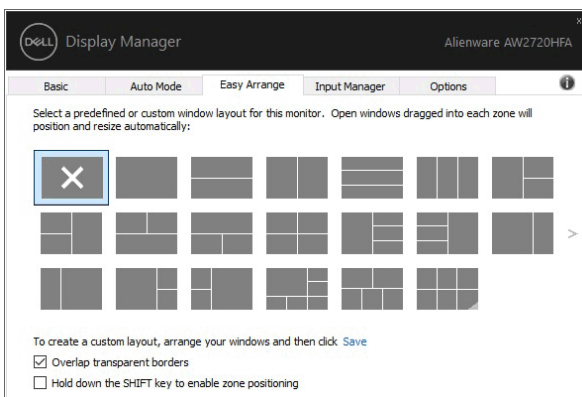 DELL Display Manager
Alienware AW2720HFA
Basic
Auto Mode
Easy Arrange
Input Manager
Options
Select a predefined or custom window layout for this monitor. Open windows dragged into each zone will
position and resize automatically:
To create a custom layout, arrange your windows and then click Save
Overlap transparent borders
Hold down the SHIFT key to enable zone positioning